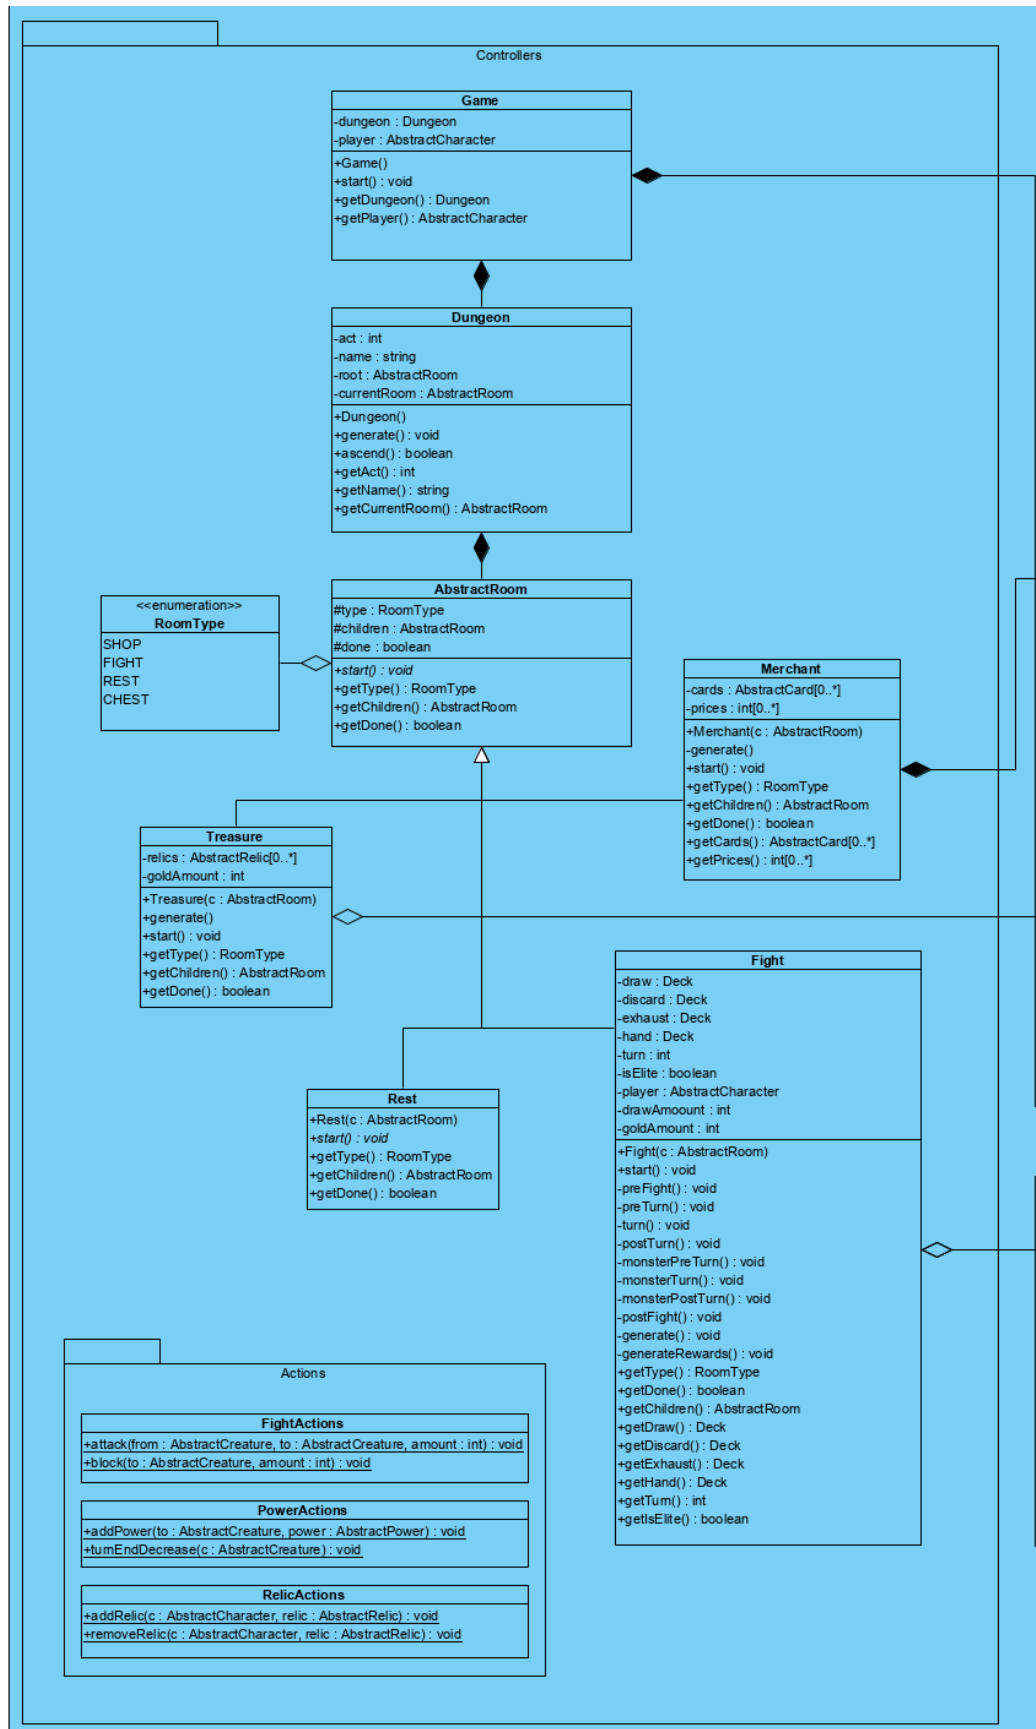 Controllers
Game
-dungeon : Dungeon
-player : AbstractCharacter
+Game()
+start() : void
+getDungeon() : Dungeon
+getPlayer() : AbstractCharacter
Dungeon
-act : int
-name : string
-root : AbstractRoom
-currentRoom : AbstractRoom
+Dungeon()
+generate() : void
+ascend() : boolean
+getAct() : int
+getName() : string
+getCurrentRoom() : AbstractRoom
<<enumeration>>
RoomType
SHOP
FIGHT
REST
CHEST
AbstractRoom
#type : RoomType
#children : AbstractRoom
#done : boolean
+start() : void
+getType() : RoomType
+getChildren() : AbstractRoom
+getDone() : boolean
Merchant
-cards : AbstractCard[0..*]
-prices : int[0..*]
+Merchant(c : AbstractRoom)
-generate()
+start() : void
+getType() : RoomType
+getChildren() : AbstractRoom
+getDone() : boolean
+getCards() : AbstractCard[0..*]
+getPrices() : int[0..*]
Treasure
-relics : AbstractRelic[0..*]
-goldAmount : int
+Treasure(c : AbstractRoom)
+generate()
+start() : void
+getType() : RoomType
+getChildren() : AbstractRoom
+getDone() : boolean
Fight
-draw : Deck
-discard : Deck
-exhaust : Deck
-hand : Deck
-turn : int
-isElite : boolean
-player : AbstractCharacter
-drawAmoount : int
-goldAmount : int
+Fight(c : AbstractRoom)
+start() : void
-preFight() : void
-preTurn() : void
-turn() : void
-postTurn() : void
-monsterPreTurn() : void
-monsterTurn() : void
-monsterPostTurn() : void
-postFight() : void
-generate() : void
-generateRewards() : void
+getType() : RoomType
+getDone() : boolean
+getChildren() : AbstractRoom
+getDraw() : Deck
+getDiscard() : Deck
+getExhaust() : Deck
+getHand() : Deck
+getTurn() : int
+getIsElite() : boolean
Rest
+Rest(c : AbstractRoom)
+start() : void
+getType() : RoomType
+getChildren() : AbstractRoom
+getDone() : boolean
Actions
FightActions
+attack(from : AbstractCreature, to : AbstractCreature, amount : int) : void
+block(to : AbstractCreature, amount : int) : void
PowerActions
+addPower(to : AbstractCreature, power : AbstractPower) : void
+turnEndDecrease(c : AbstractCreature) : void
RelicActions
+addRelic(c : AbstractCharacter, relic : AbstractRelic) : void
+removeRelic(c : AbstractCharacter, relic : AbstractRelic) : void